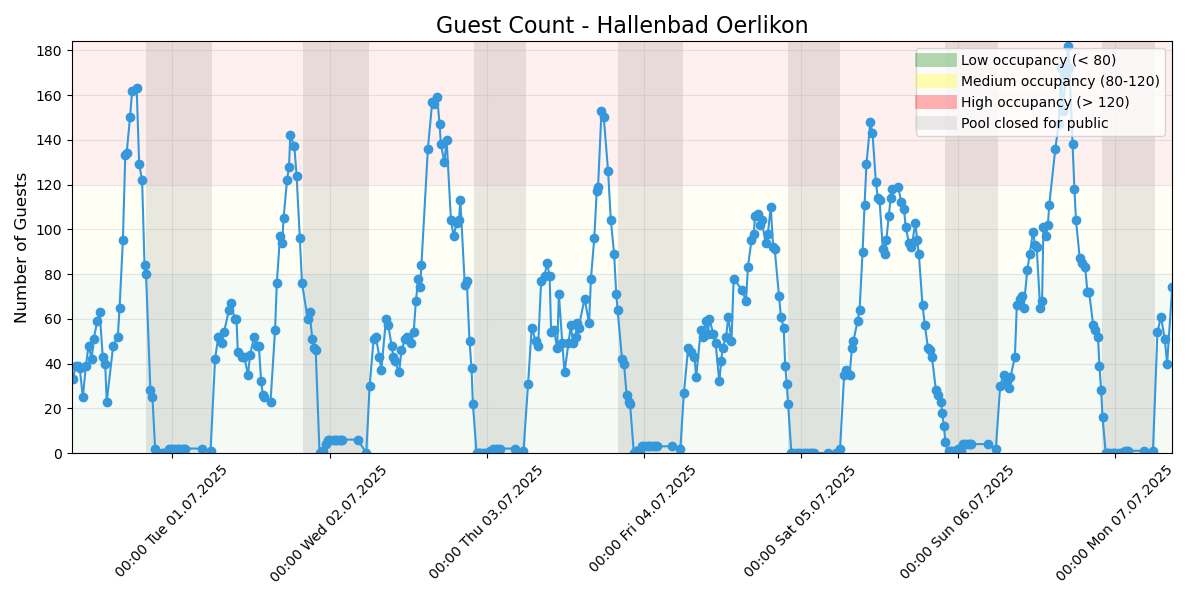 Guest Count - Hallenbad Oerlikon
Number of Guests
180
160
140
120
100
80
60
40
20
0
Low occupancy (< 80)
Medium occupancy (80-120)
High occupancy (> 120)
Pool closed for public
00:00 Tue 01.07.2025
00:00 Wed 02.07.2025
00:00 Thu 03.07.2025
00:00 Fri 04.07.2025
00:00 Sat 05.07.2025
00:00 Sun 06.07.2025
00:00 Mon 07.07.2025